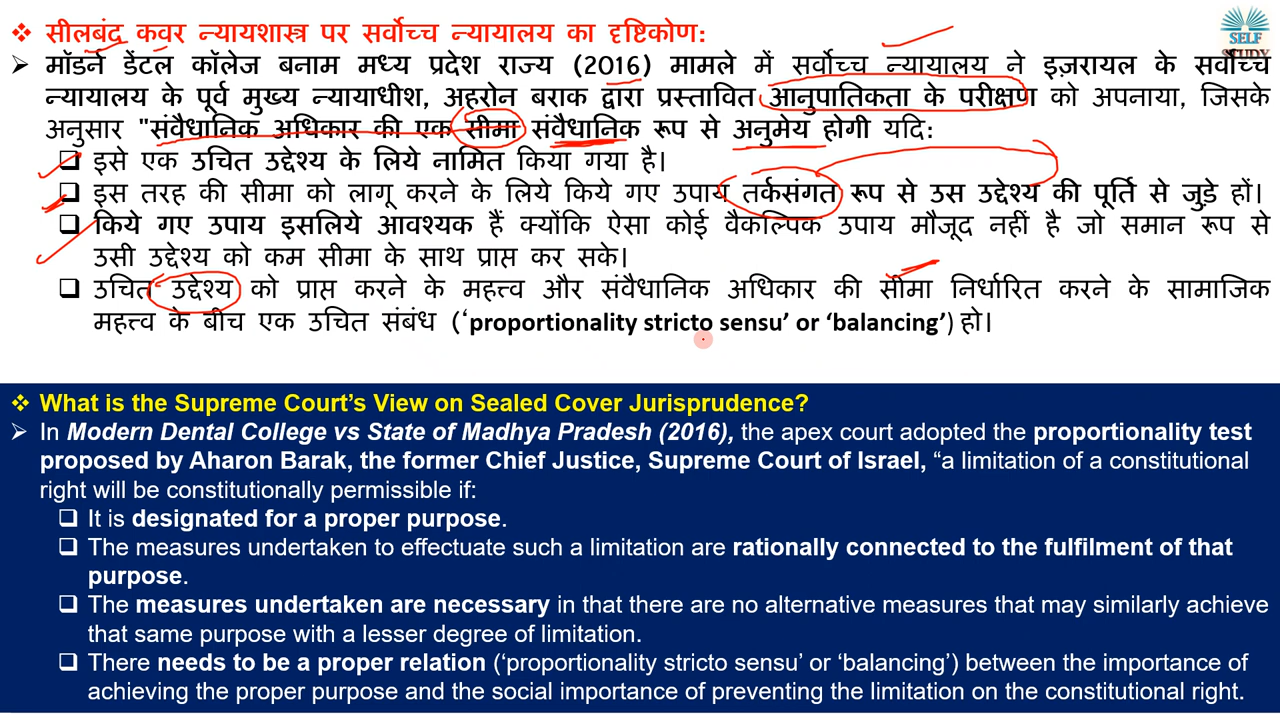 ❖ सीलबंद कवर न्यायशास्त्र पर सर्वोच्च न्यायालय का दृष्टिकोण:
SELF
STUDY
➢ मॉडर्न डेंटल कॉलेज बनाम मध्य प्रदेश राज्य (2016) मामले में सर्वोच्च न्यायालय ने इज़रायल के सर्वोच्च
न्यायालय के पूर्व मुख्य न्यायाधीश, अहरोन बराक द्वारा प्रस्तावित आनुपातिकता के परीक्षण को अपनाया, जिसके
अनुसार "संवैधानिक अधिकार की एक सीमा संवैधानिक रूप से अनुमेय होगी यदि:
❑ इसे एक उचित उद्देश्य के लिये नामित किया गया है।
❑ इस तरह की सीमा को लागू करने के लिये किये गए उपाय तर्कसंगत रूप से उस उद्देश्य की पूर्ति से जुड़े हों।
❑ किये गए उपाय इसलिये आवश्यक हैं क्योंकि ऐसा कोई वैकल्पिक उपाय मौजूद नहीं है जो समान रूप से
उसी उद्देश्य को कम सीमा के साथ प्राप्त कर सके।
❑ उचित उद्देश्य को प्राप्त करने के महत्त्व और संवैधानिक अधिकार की सीमा निर्धारित करने के सामाजिक
महत्त्व के बीच एक उचित संबंध (‘proportionality stricto sensu’ or ‘balancing’) हो।
❖ What is the Supreme Court’s View on Sealed Cover Jurisprudence?
➢ In Modern Dental College vs State of Madhya Pradesh (2016), the apex court adopted the proportionality test
proposed by Aharon Barak, the former Chief Justice, Supreme Court of Israel, “a limitation of a constitutional
right will be constitutionally permissible if:
❑ It is designated for a proper purpose.
❑ The measures undertaken to effectuate such a limitation are rationally connected to the fulfilment of that
purpose.
❑ The measures undertaken are necessary in that there are no alternative measures that may similarly achieve
that same purpose with a lesser degree of limitation.
❑ There needs to be a proper relation (‘proportionality stricto sensu’ or ‘balancing’) between the importance of
achieving the proper purpose and the social importance of preventing the limitation on the constitutional right.